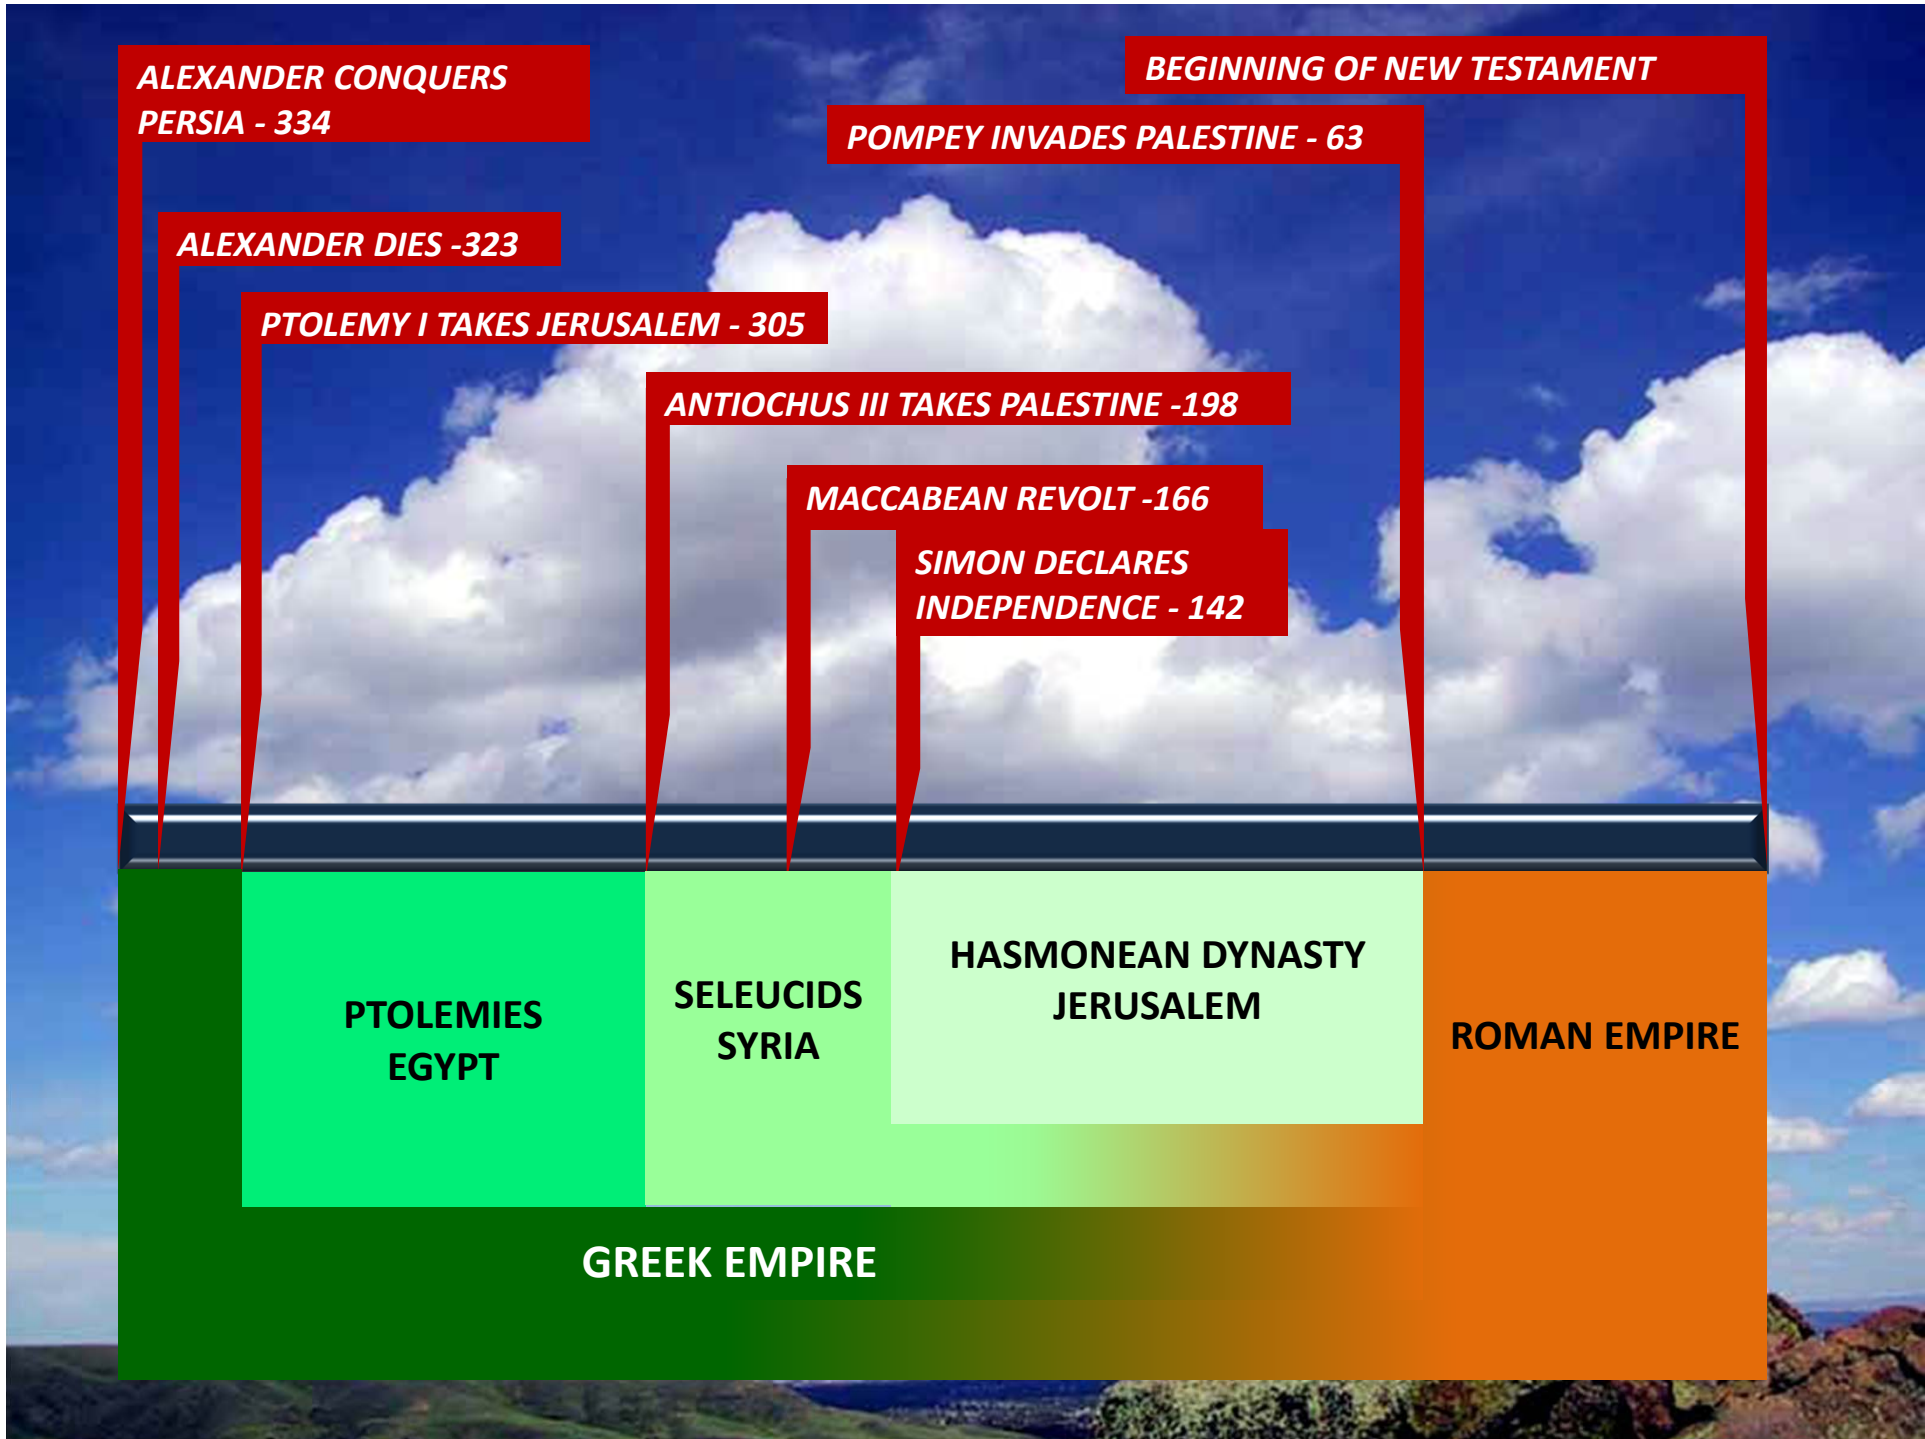 ALEXANDER CONQUERS
PERSIA - 334
BEGINNING OF NEW TESTAMENT
POMPEY INVADES PALESTINE - 63
ALEXANDER DIES -323
PTOLEMY I TAKES JERUSALEM - 305
ANTIOCHUS III TAKES PALESTINE -198
MACCABEAN REVOLT -166
SIMON DECLARES
INDEPENDENCE - 142
PTOLEMIES
EGYPT
SELEUCIDS
SYRIA
HASMONEAN DYNASTY
JERUSALEM
ROMAN EMPIRE
GREEK EMPIRE